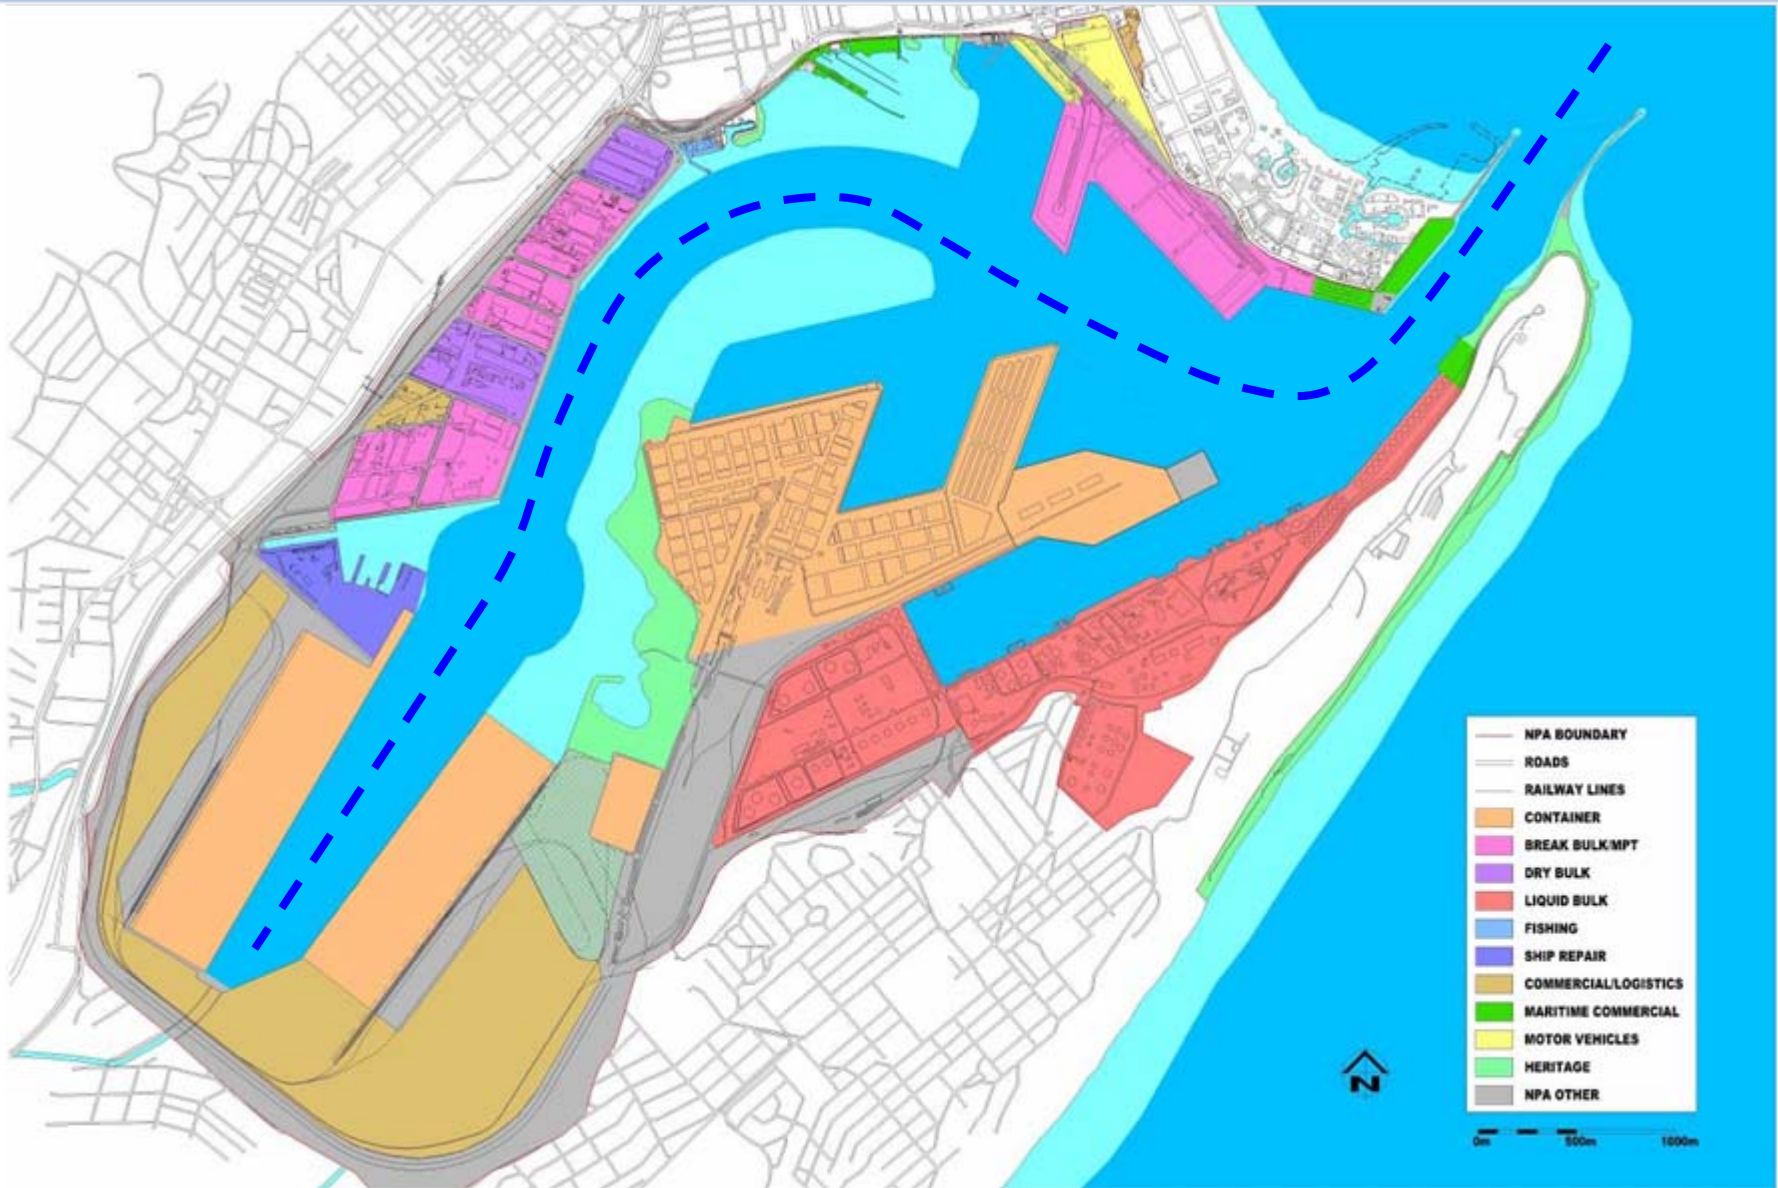 NPA BOUNDARY
ROADS
RAILWAY LINES
CONTAINER
BREAK BULK/MPT
DRY BULK
LIQUID BULK
FISHING
SHIP REPAIR
COMMERCIAL/LOGISTICS
MARITIME COMMERCIAL
MOTOR VEHICLES
HERITAGE
NPA OTHER
N
0m 500m 1000m